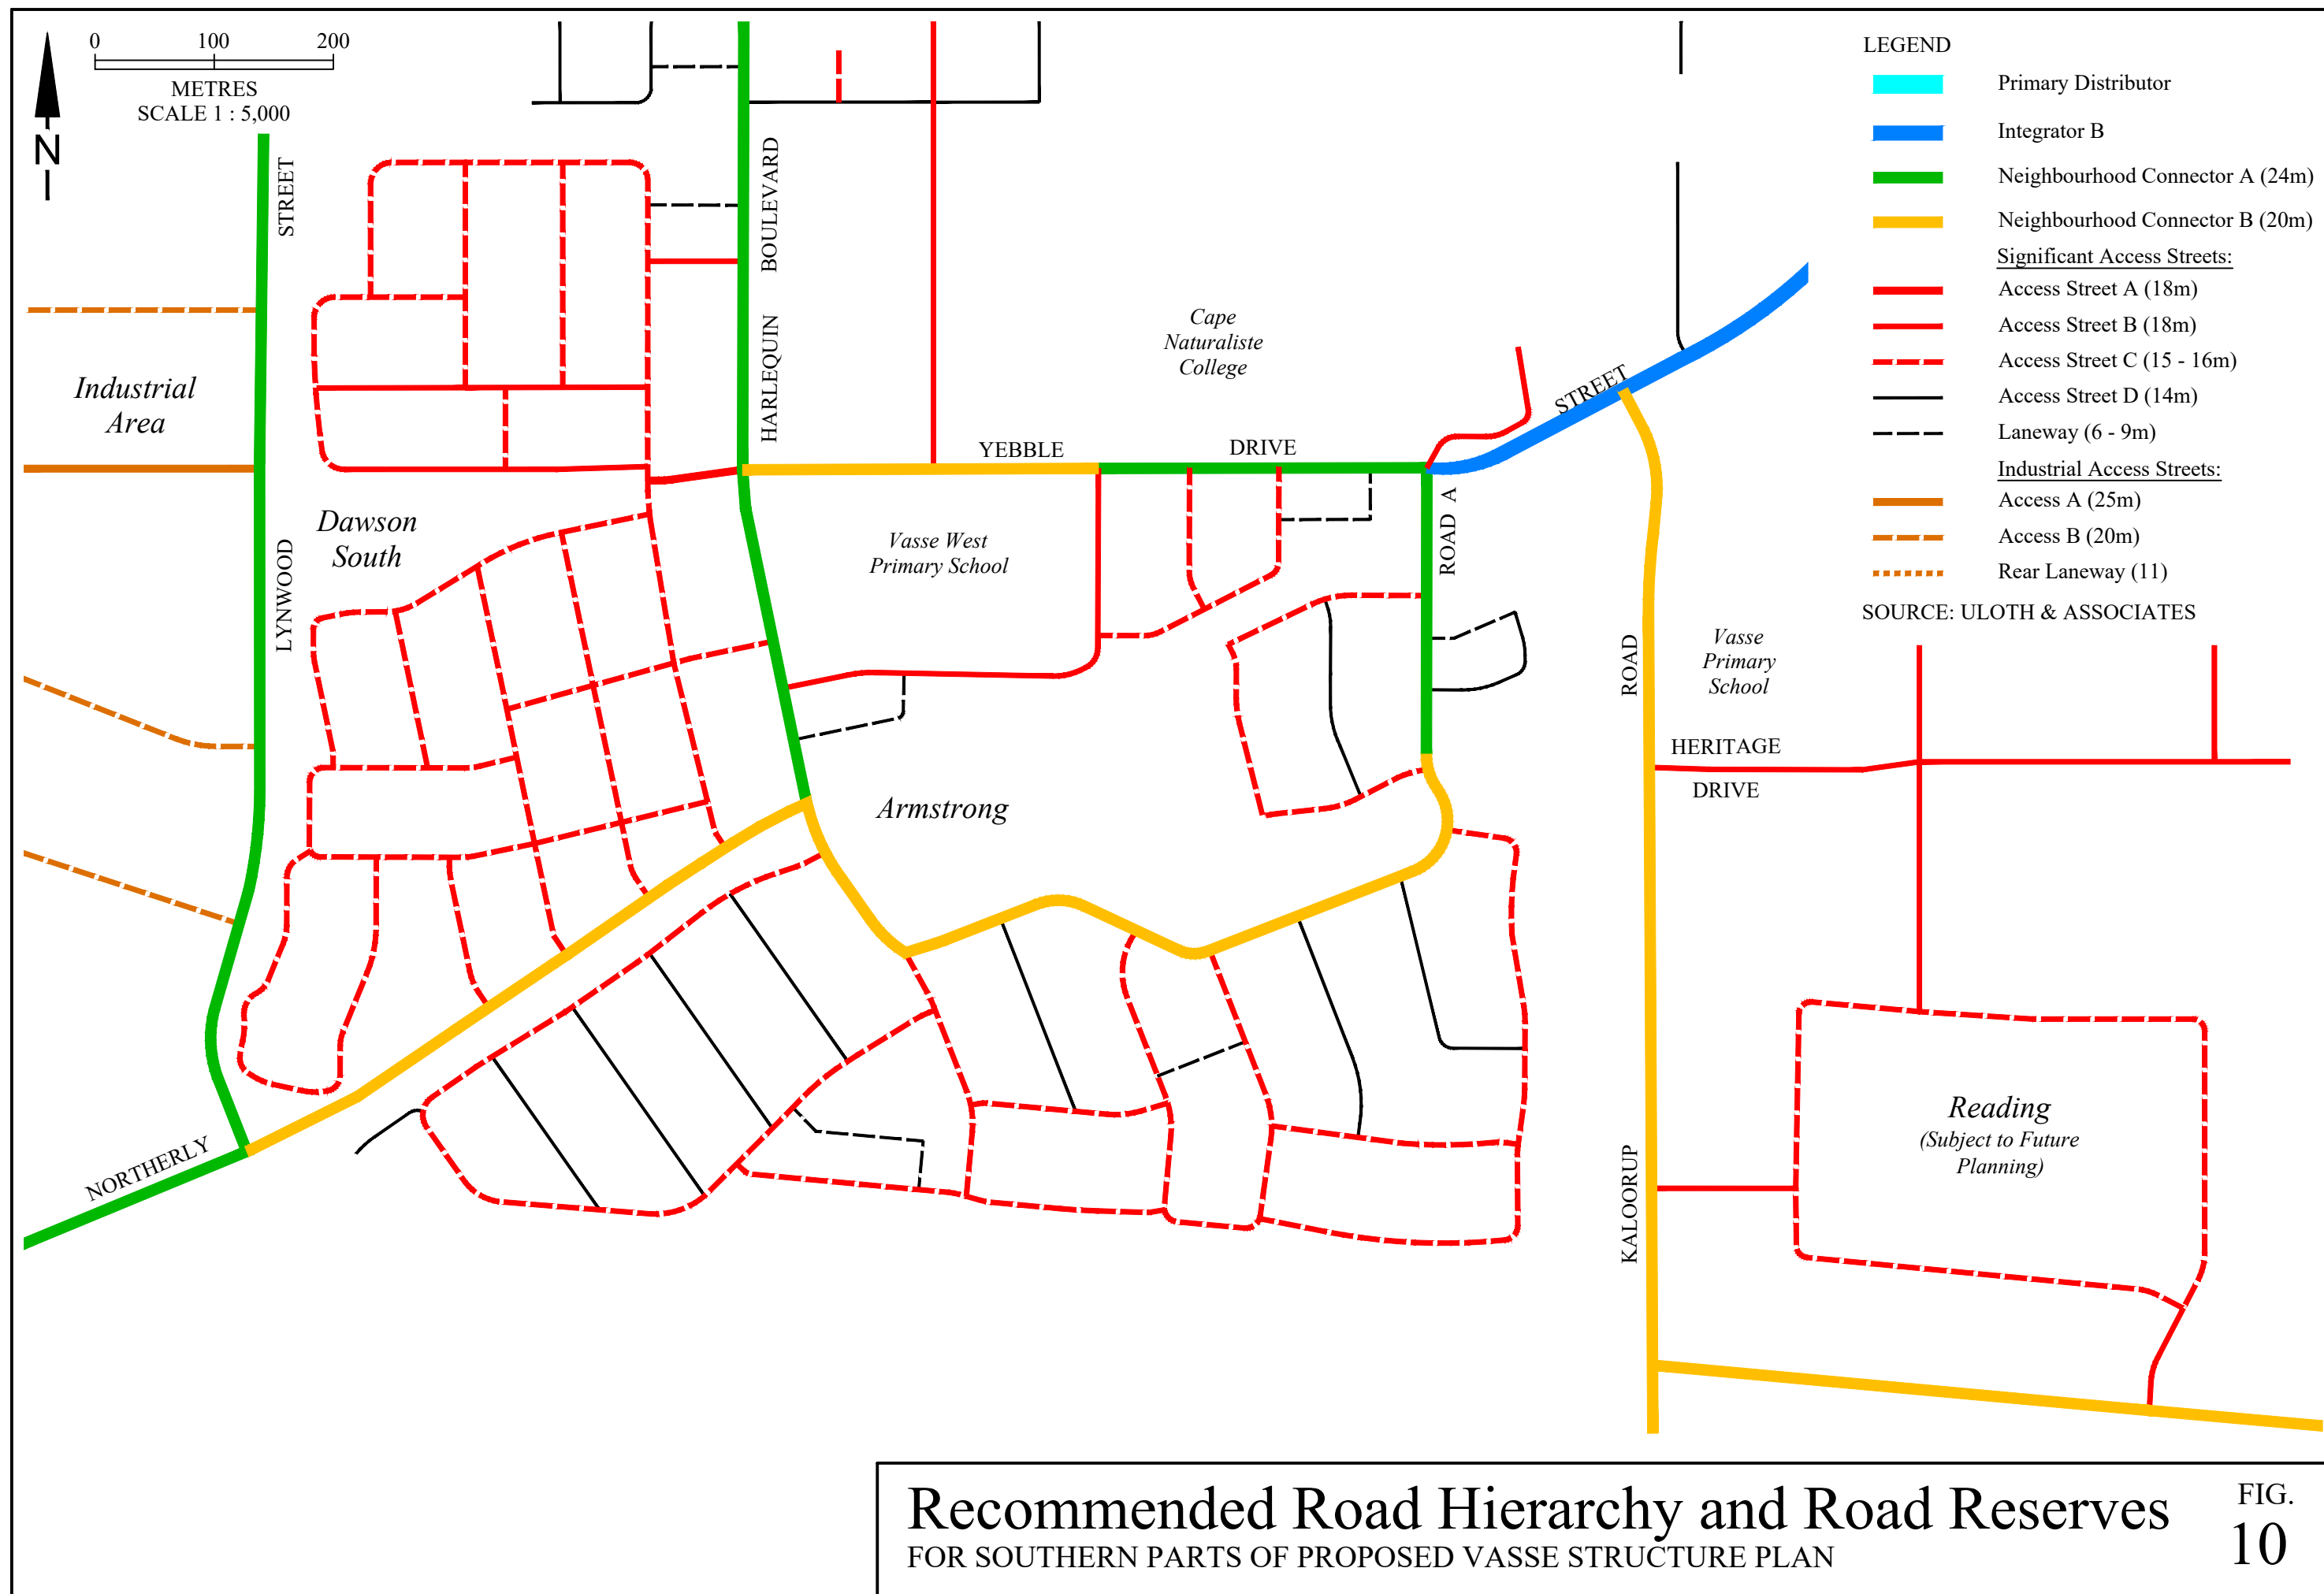 0 100 200
METRES
SCALE 1 : 5,000
N
LEGEND
Primary Distributor
Integrator B
Neighbourhood Connector A (24m)
Neighbourhood Connector B (20m)
Significant Access Streets:
Access Street A (18m)
Access Street B (18m)
Access Street C (15 - 16m)
Access Street D (14m)
Laneway (6 - 9m)
Industrial Access Streets:
Access A (25m)
Access B (20m)
Rear Laneway (11)
SOURCE: ULOTH & ASSOCIATES
STREET
LYNWOOD
BOULEVARD
HARLEQUIN
Industrial
Area
Cape
Naturaliste
College
STREET
YEBBLE
DRIVE
ROAD A
Dawson
South
Vasse West
Primary School
Vasse
Primary
School
ROAD
KALOORUP
HERITAGE
DRIVE
Armstrong
Reading
(Subject to Future
Planning)
NORTHERLY
Recommended Road Hierarchy and Road Reserves
FOR SOUTHERN PARTS OF PROPOSED VASSE STRUCTURE PLAN
FIG.
10